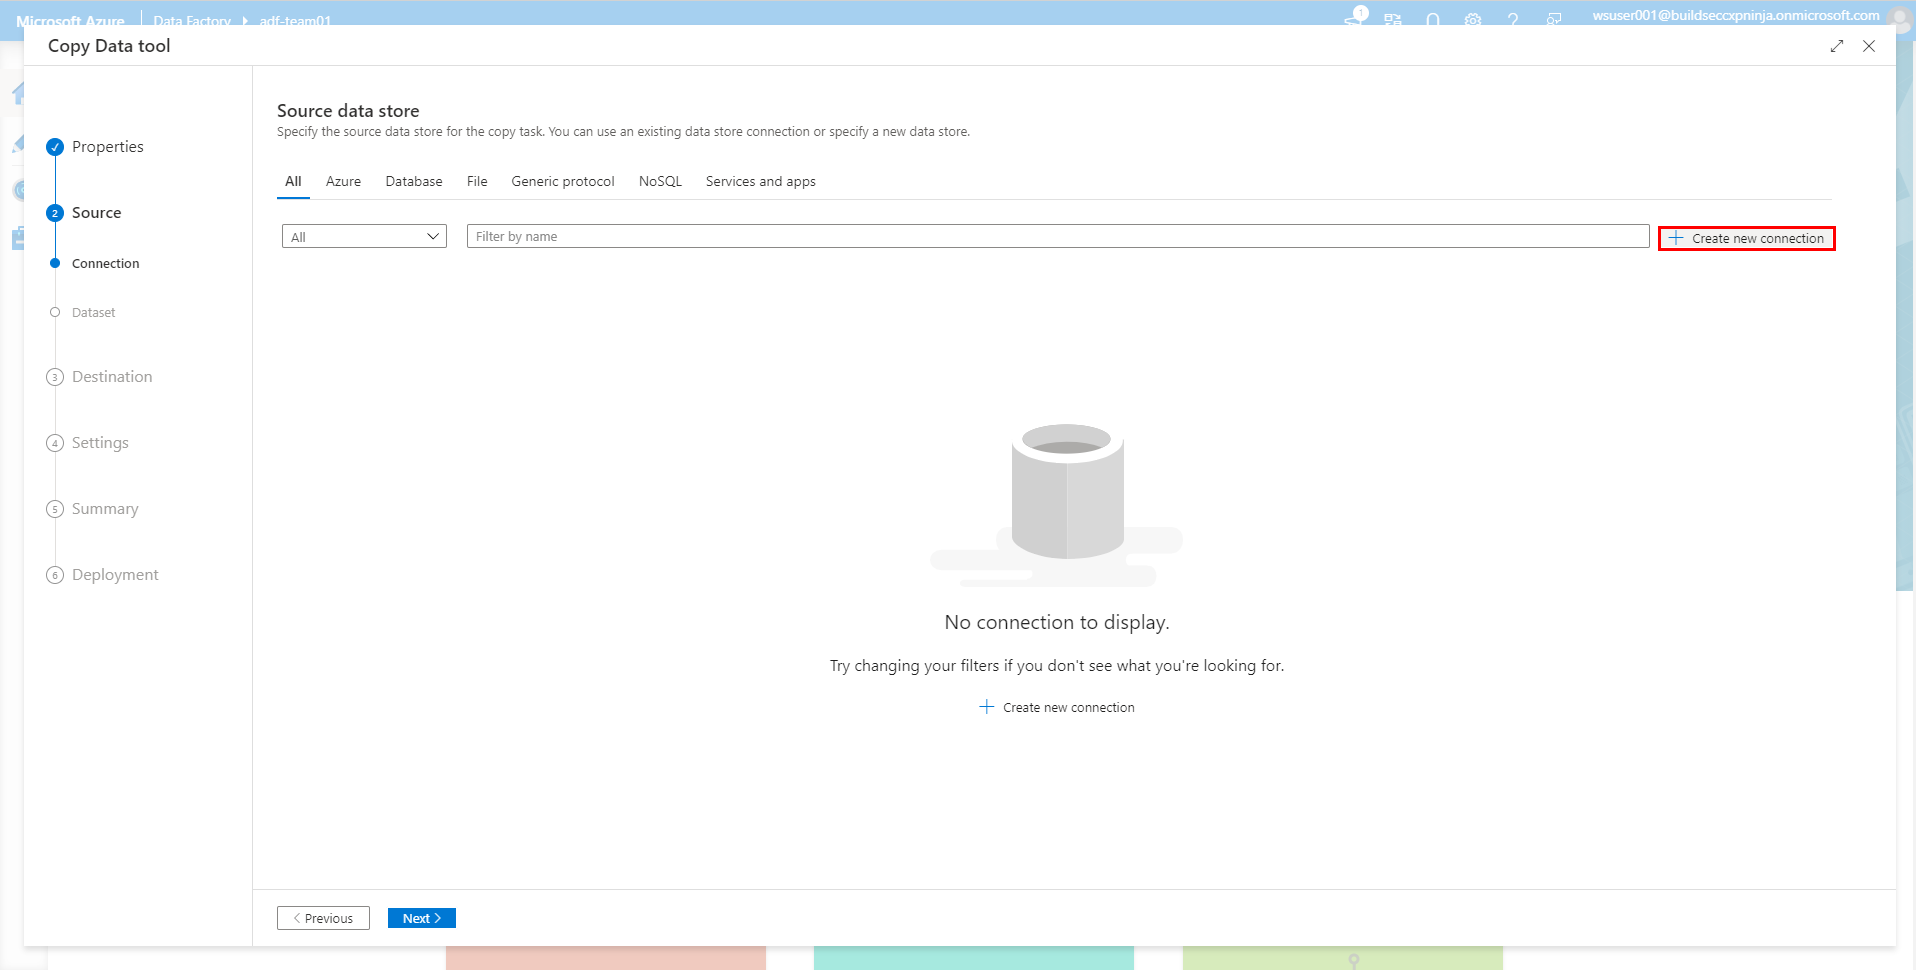 Microsoft Azure Data Factory adf-team01 1 wsuser001@buildseccxpninja.onmicrosoft.com
Copy Data tool
Properties
2 Source
Connection
Dataset
3 Destination
4 Settings
5 Summary
6 Deployment
Source data store
Specify the source data store for the copy task. You can use an existing data store connection or specify a new data store.
All Azure Database File Generic protocol NoSQL Services and apps
All Filter by name Create new connection
No connection to display.
Try changing your filters if you don't see what you're looking for.
Create new connection
Previous Next